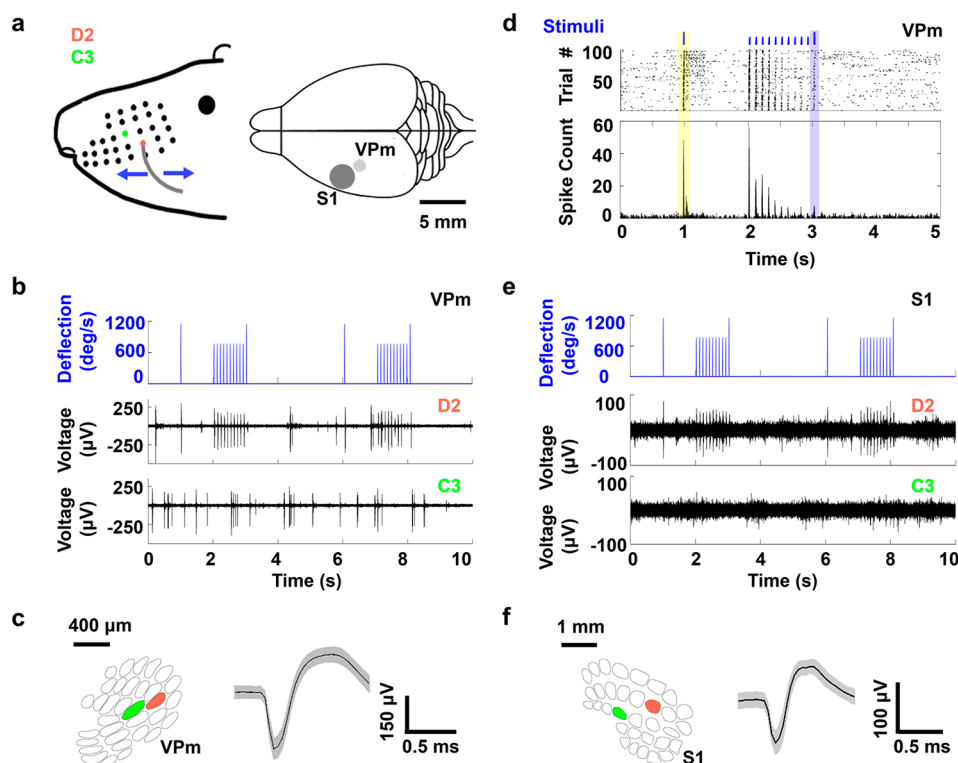 a
D2
C3
VPm
S1
5 mm
b
VPm
Deflection
(deg/s)
1200
600
0
D2
Voltage
(µV)
250
-250
C3
Voltage
(µV)
250
-250
0 2 4 6 8 10
Time (s)
c
400 µm
VPm
150 µV
0.5 ms
d
Stimuli
VPm
Trial #
100
50
Spike Count
60
40
20
0
0 1 2 3 4 5
Time (s)
e
S1
Deflection
(deg/s)
1200
600
0
D2
Voltage
(µV)
100
-100
C3
Voltage
(µV)
100
-100
0 2 4 6 8 10
Time (s)
f
1 mm
S1
100 µV
0.5 ms